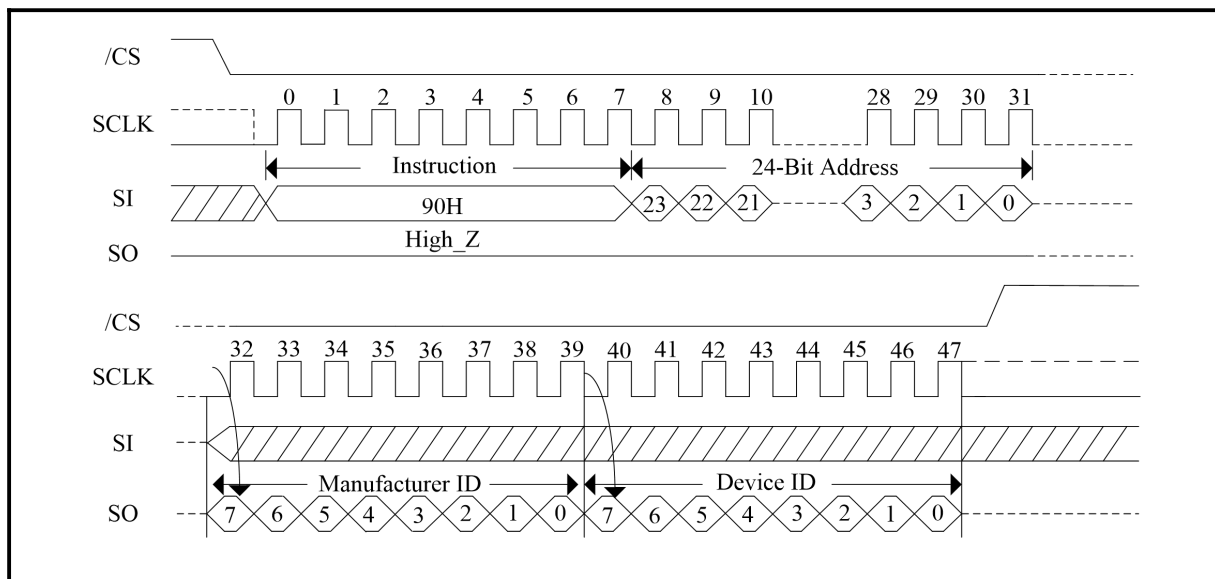 /CS
0 1 2 3 4 5 6 7 8 9 10 28 29 30 31
SCLK
Instruction 24-Bit Address
SI 90H 23 22 21 3 2 1 0
High_Z
SO
/CS
32 33 34 35 36 37 38 39 40 41 42 43 44 45 46 47
SCLK
SI
Manufacturer ID Device ID
SO 7 6 5 4 3 2 1 0 7 6 5 4 3 2 1 0